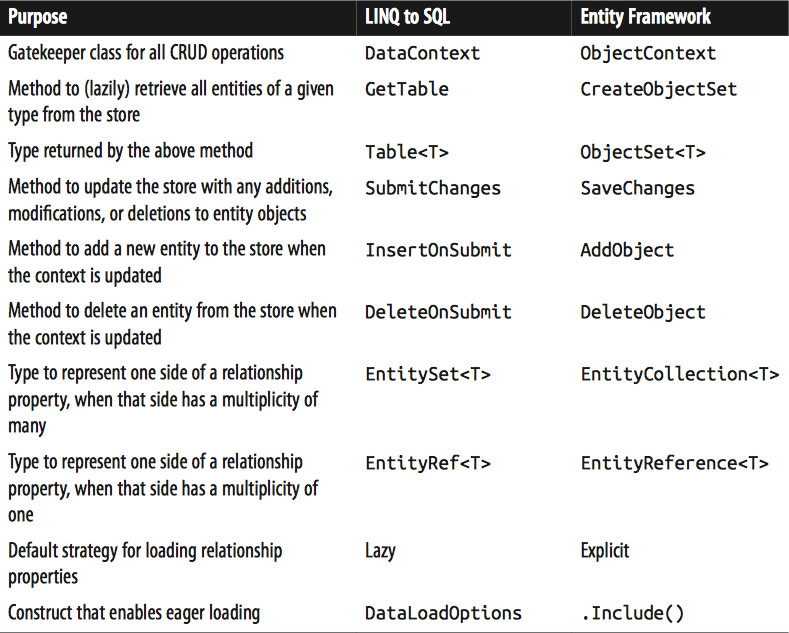 Purpose LINQ to SQL Entity Framework
Gatekeeper class for all CRUD operations DataContext ObjectContext
Method to (lazily) retrieve all entities of a given GetTable CreateObjectSet
type from the store
Type returned by the above method Table<T> ObjectSet<T>
Method to update the store with any additions, SubmitChanges SaveChanges
modifications, or deletions to entity objects
Method to add a new entity to the store when InsertOnSubmit AddObject
the context is updated
Method to delete an entity from the store when DeleteOnSubmit DeleteObject
the context is updated
Type to represent one side of a relationship EntitySet<T> EntityCollection<T>
property, when that side has a multiplicity of
many
Type to represent one side of a relationship EntityRef<T> EntityReference<T>
property, when that side has a multiplicity of
one
Default strategy for loading relationship Lazy Explicit
properties
Construct that enables eager loading DataLoadOptions .Include()